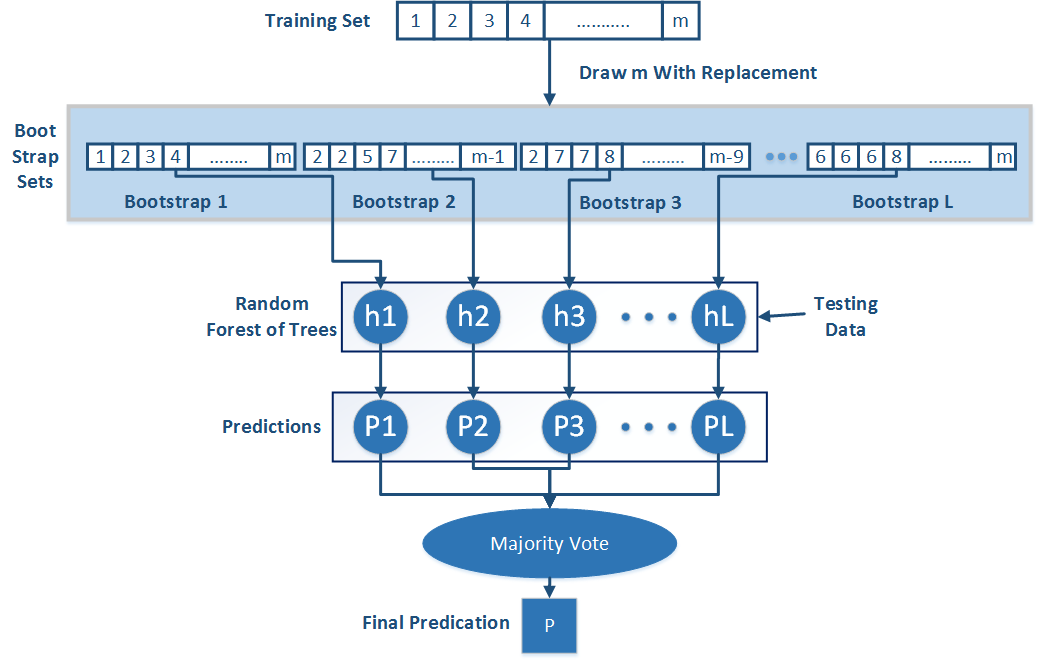 Training Set 1 2 3 4 ........... m
Draw m With Replacement
Boot
Strap
Sets
1 2 3 4 ........ m 2 2 5 7 ......... m-1 2 7 7 8 ......... m-9 6 6 6 8 ......... m
Bootstrap 1 Bootstrap 2 Bootstrap 3 Bootstrap L
Random
Forest of Trees
h1 h2 h3 hL
Testing
Data
Predictions P1 P2 P3 PL
Majority Vote
Final Predication P